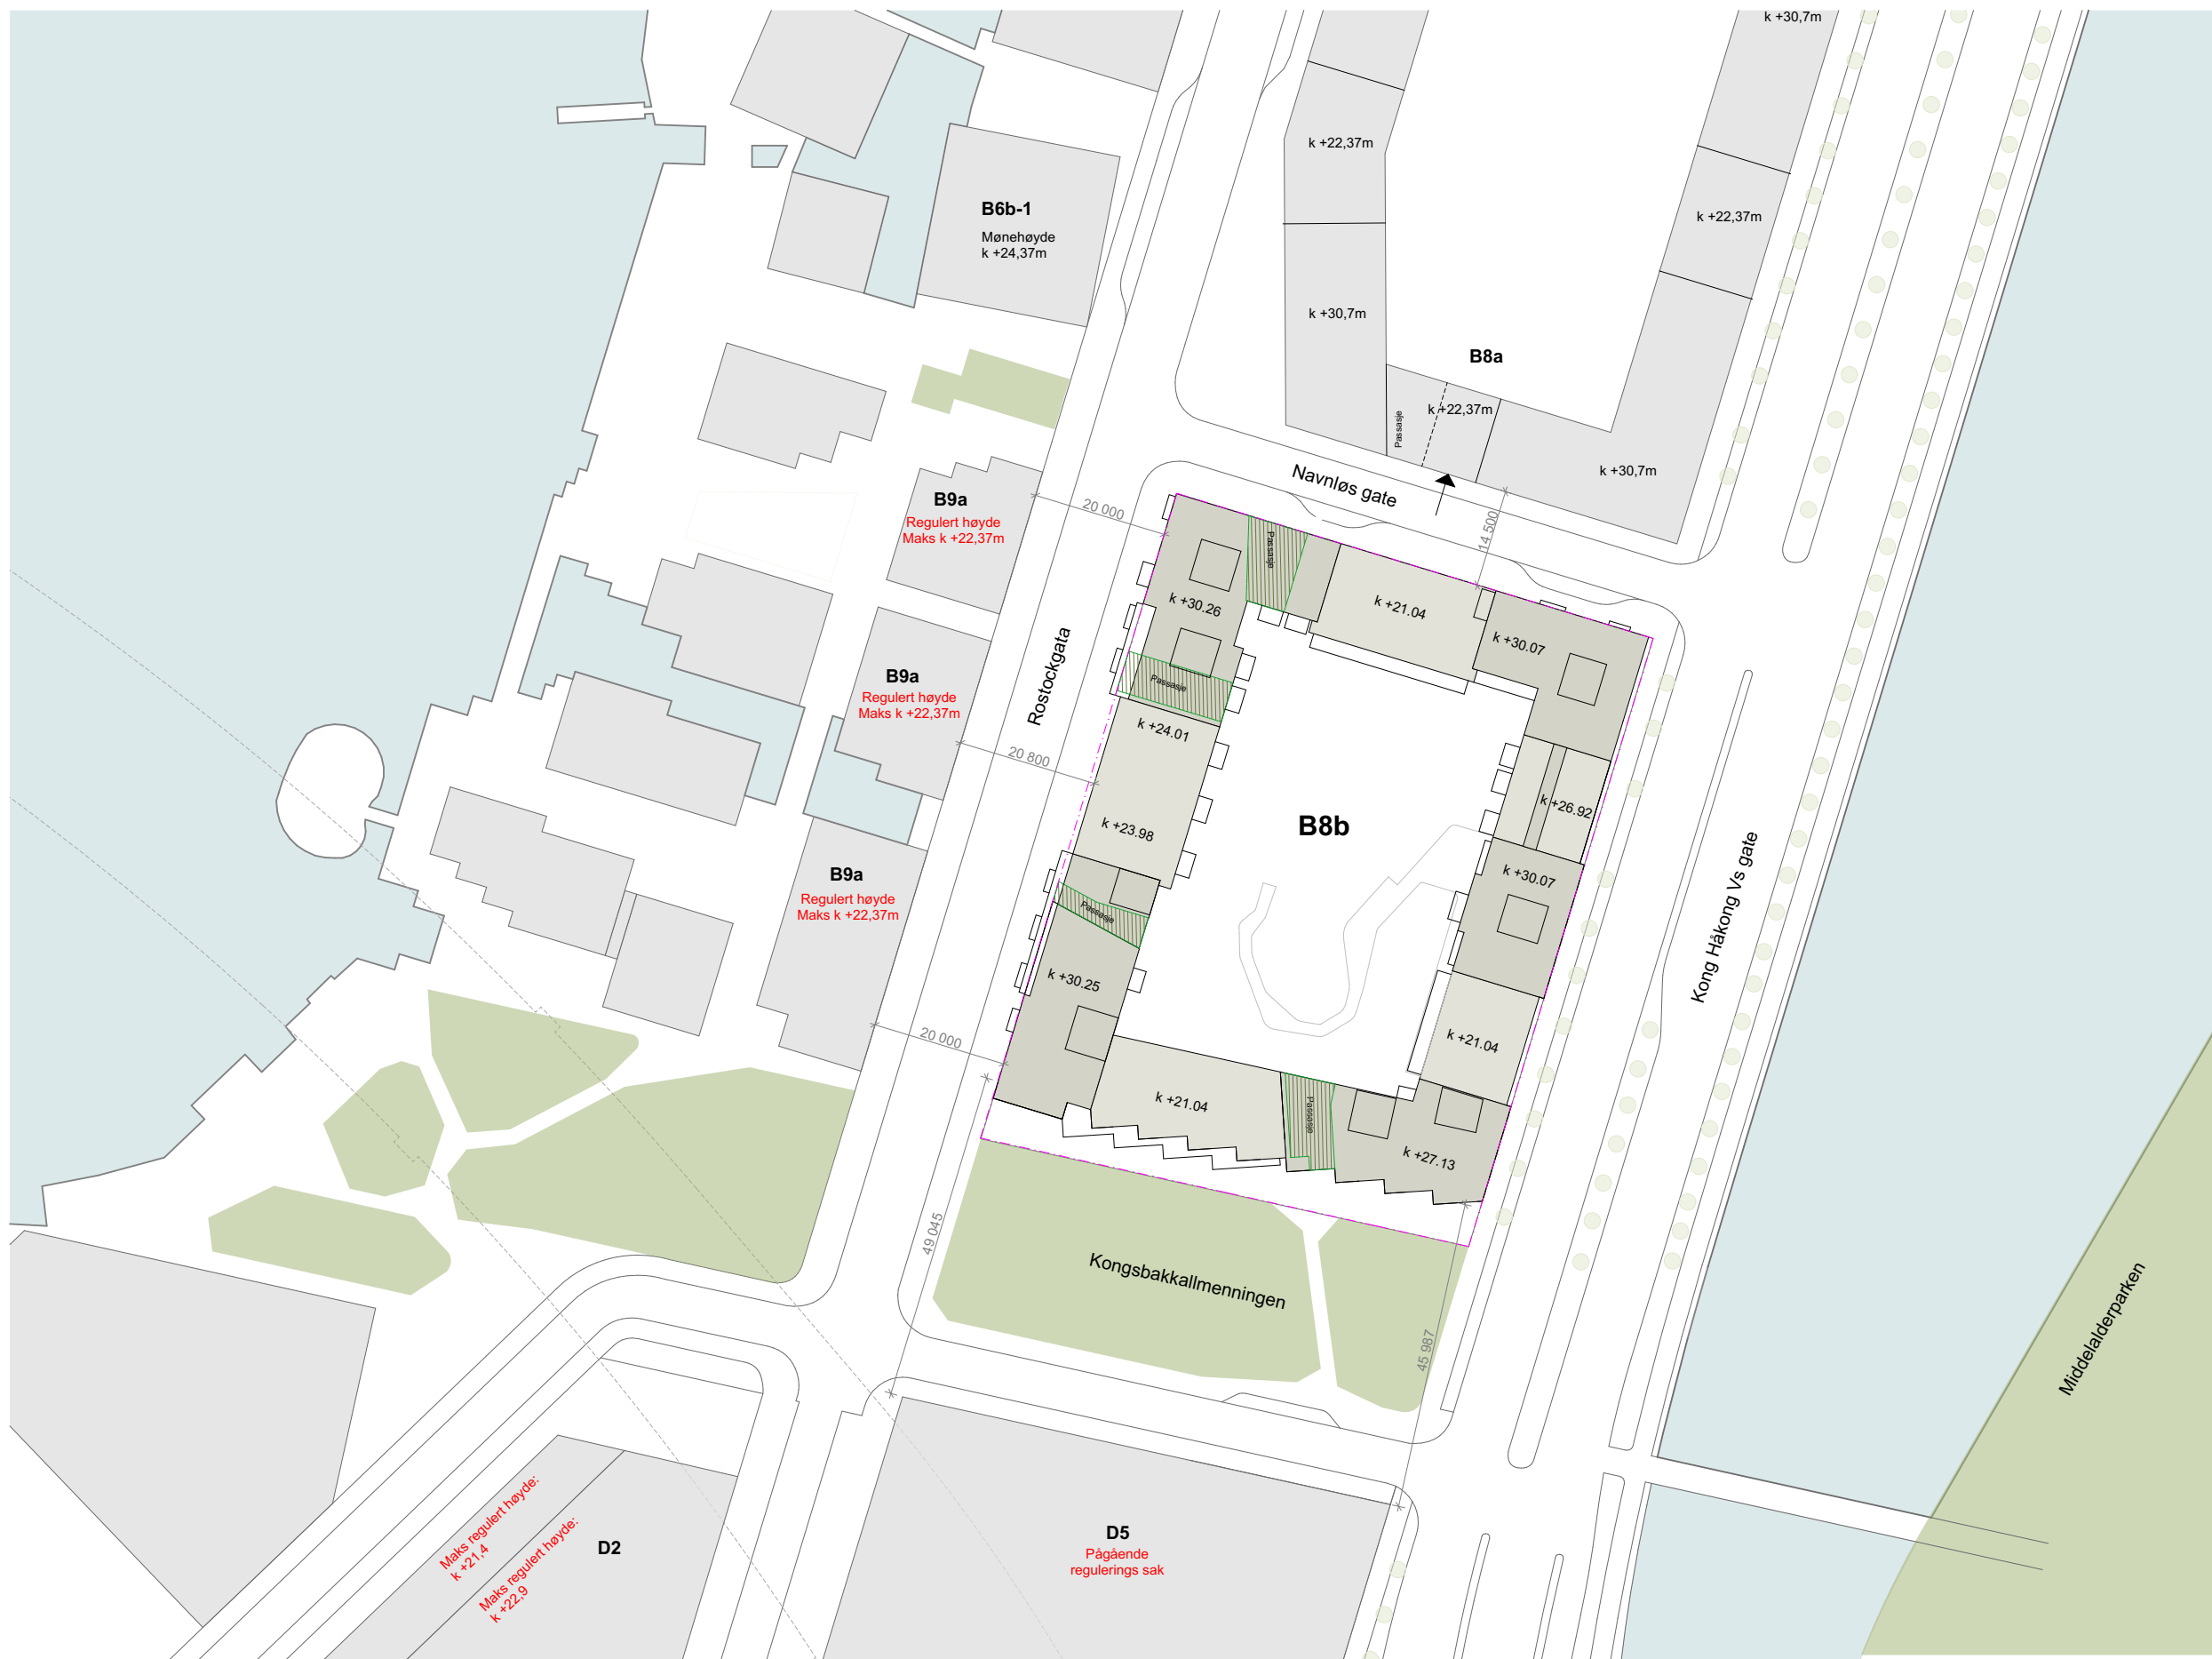 k +30,7m
k +22,37m
B6b-1
Mønehøyde
k +24,37m
k +22,37m
k +30,7m
B8a
k +22,37m
Passasje
k +30,7m
Navnløs gate
B9a
Regulert høyde
Maks k +22,37m
20 000
14 500
Passasje
k +30.26
k +21.04
k +30.07
Rostockgata
B9a
Regulert høyde
Maks k +22,37m
Passasje
k +24.01
20 800
k +23.98
B8b
k +26.92
B9a
Regulert høyde
Maks k +22,37m
Passasje
k +30.07
Kong Håkong Vs gate
k +30.25
20 000
k +21.04
k +21.04
Passasje
k +27.13
49 045
Kongsbakkallmenningen
45 987
Middelalderparken
Maks regulert høyde:
k +21,4
Maks regulert høyde:
k +22,9
D2
D5
Pågående
regulerings sak